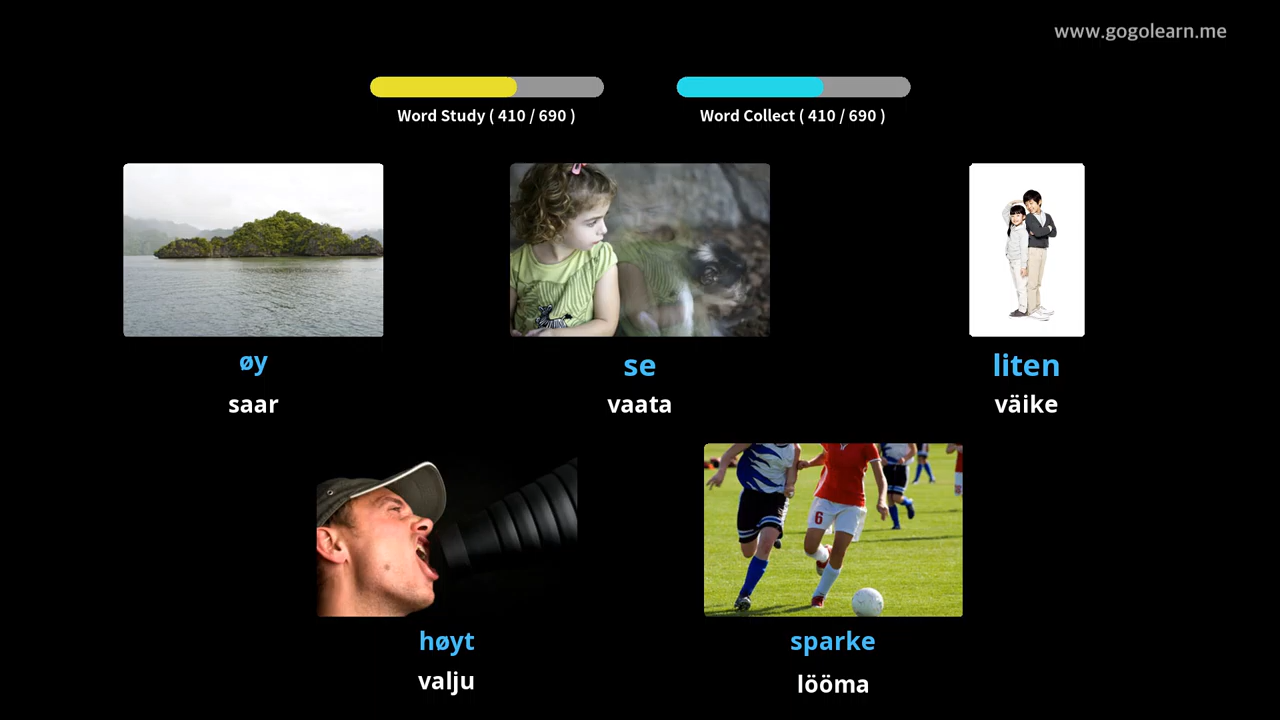 www.gogolearn.me
Word Study ( 410 / 690 )
Word Collect ( 410 / 690 )
øy
saar
se
vaata
liten
väike
6
høyt
valju
sparke
lööma